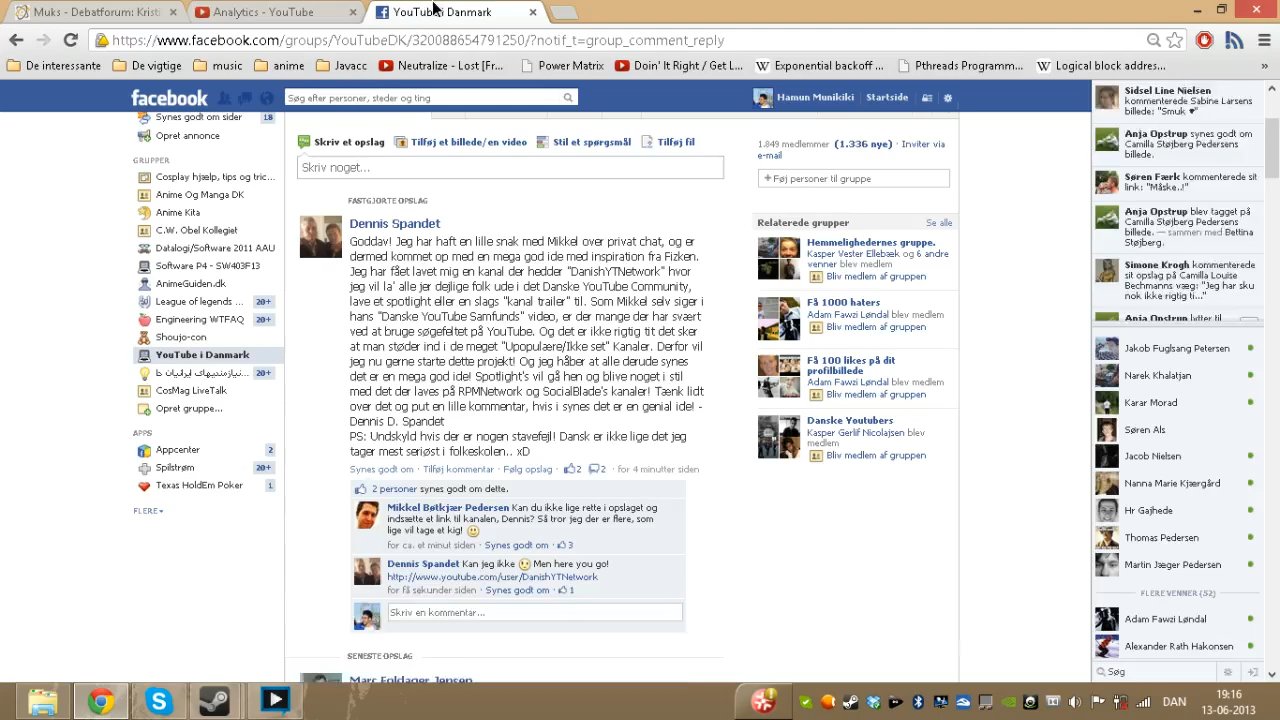 Muks - Deatforum: Kristi
Analytics - YouTube
YouTube i Danmark
https://www.facebook.com/groups/YouTubeDK/320088654791250/?notif_t=group_comment_reply
De interessante
Deatforum: De vigtige
music
anime
Javacc
Neutralize - Lost [Fr...
Power Matrix
Doin' It Right / Get L...
Exponential backoff ...
Pthreads Programm...
Logical block addre...
facebook
Søg efter personer, steder og ting
Hamun Munikiki
Startside
Synes godt om sider
18
Opret annonce
GRUPPER
Cosplay hjælp, tips og tric...
Anime Og Manga DK
Anime Kita
C.W. Obel Kollegiet
Datalogi/Software 2011 AAU
Software P4 - SW403F13
AnimeGuiden.dk
League of legends ...
20+
Engineering WTFAQ
20+
Shoujo-con
YouTube i Danmark
20+
CosMag LiveTalk
Opret gruppe...
APPS
Appcenter
2
Spilstrøm
20+
Texas HoldEm Poker
1
FLERE
Skriv et opslag
Tilføj et billede/en video
Stil et spørgsmål
Tilføj fil
Skriv noget...
FASTGJORTE OPSLAG
Dennis Spandet
Goddav! Jeg har haft en lille snak med Mikkel over privat chat, og er
dermed kommet op med en mega god ide med inspiration fra Fizken.
Jeg har fået lavet mig en kanal der hedder "DanishYTNetwork" hvor
jeg vil la' alle jer dejlige folk ude i det Danske YouTube Community,
lave et spotlight eller en slags "kanal trailer" til. Som Mikkel selv siger i
hans "Danske YouTube Samfunds" video, er der mange der har svært
ved at bruge søgefeltet på YouTube. Og det er ikke rigtig tit det sker
at man støder ind i de meget "Upopulære/Ikke set" Kanaler. Derfor vil
jeg nu gerne starte dette projekt! Og jeg håber at alle derude synes
det er en mega god ide! Spotlight's vil gå hen og blive noget i stil
med det der laves på RPMNetwork og SocialBlade's kanaler! Tænk lidt
over det og put en lille kommentar, hvis i synes det er en genial ide! -
Dennis D. Spandet
PS: Undskyld hvis der er nogen stavefejl! Dansk er ikke lige det jeg
tager mest seriøst i folkeskolen.. xD
Synes godt om · Tilføj kommentar · Følg opslag · 2 2 · for 4 minutter siden
2 personer synes godt om dette.
Mikkel Bøtkjær Pedersen Kan du ikke lige rette i opslaget og
indsætte et link til kanalen, Dennis? Så tror jeg der er flere, som
lige vil tage et kig!
for ca. et minut siden · Synes godt om · 3
Dennis Spandet Kan jeg ikke Men here you go!
http://www.youtube.com/user/DanishYTNetwork
for få sekunder siden · Synes godt om · 1
Skriv en kommentar...
SENESTE OPSLAG
Marc Foldager Jensen
1.849 medlemmer (1.336 nye) · Inviter via
e-mail
+ Føj personer til gruppe
Relaterede grupper
Se alle
Hemmelighedernes gruppe.
Kasper Vester Ellebæk og 6 andre
venner blev medlem
Bliv medlem af gruppen
Få 1000 haters
Adam Fawzi Løndal blev medlem
Bliv medlem af gruppen
Få 100 likes på dit
profilbillede
Adam Fawzi Løndal blev medlem
Bliv medlem af gruppen
Danske Youtubers
Kasper Gerlif Nicolajsen blev
medlem
Bliv medlem af gruppen
Sidsel Line Nielsen
kommenterede Sabine Larsens
billede: "Smuk ♥"
Anja Opstrup synes godt om
Camilla Støjberg Pedersens
billede.
Søren Færk kommenterede sit
link: "Måske..!"
Anja Opstrup blev tagget på
Camilla Støjberg Pedersens
billede. — sammen med Bettina
Støjberg.
Simone Krogh kommenterede
sit opslag på Camilla Louise
Bechmanns væg: "Jeg har sku
nok ikke rigtig ti..."
Anja Opstrup lytter til
Jakob Fuglsang Petersen
Narek Khalatjan
Karar Morad
Søren Als
Jacob Nielsen
Nanna Marie Kjærgård
Hr Gajhede
Thomas Pedersen
Martin Jæger Pedersen
FLERE VENNER (52)
Adam Fawzi Løndal
Alexander Rath Hakonsen
Søg
DAN
19:16
13-06-2013